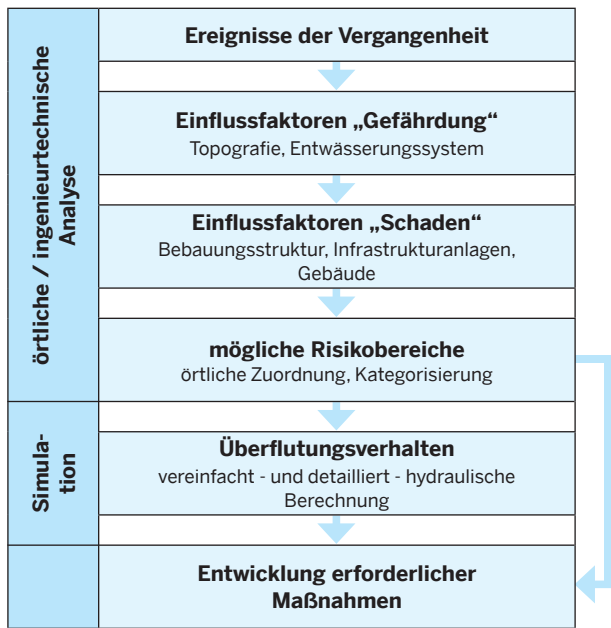 örtliche / ingenieurtechnische
Analyse
Ereignisse der Vergangenheit
Einflussfaktoren „Gefährdung“
Topografie, Entwässerungssystem
Einflussfaktoren „Schaden“
Bebauungsstruktur, Infrastrukturanlagen,
Gebäude
mögliche Risikobereiche
örtliche Zuordnung, Kategorisierung
Simula-
tion
Überflutungsverhalten
vereinfacht - und detailliert - hydraulische
Berechnung
Entwicklung erforderlicher
Maßnahmen